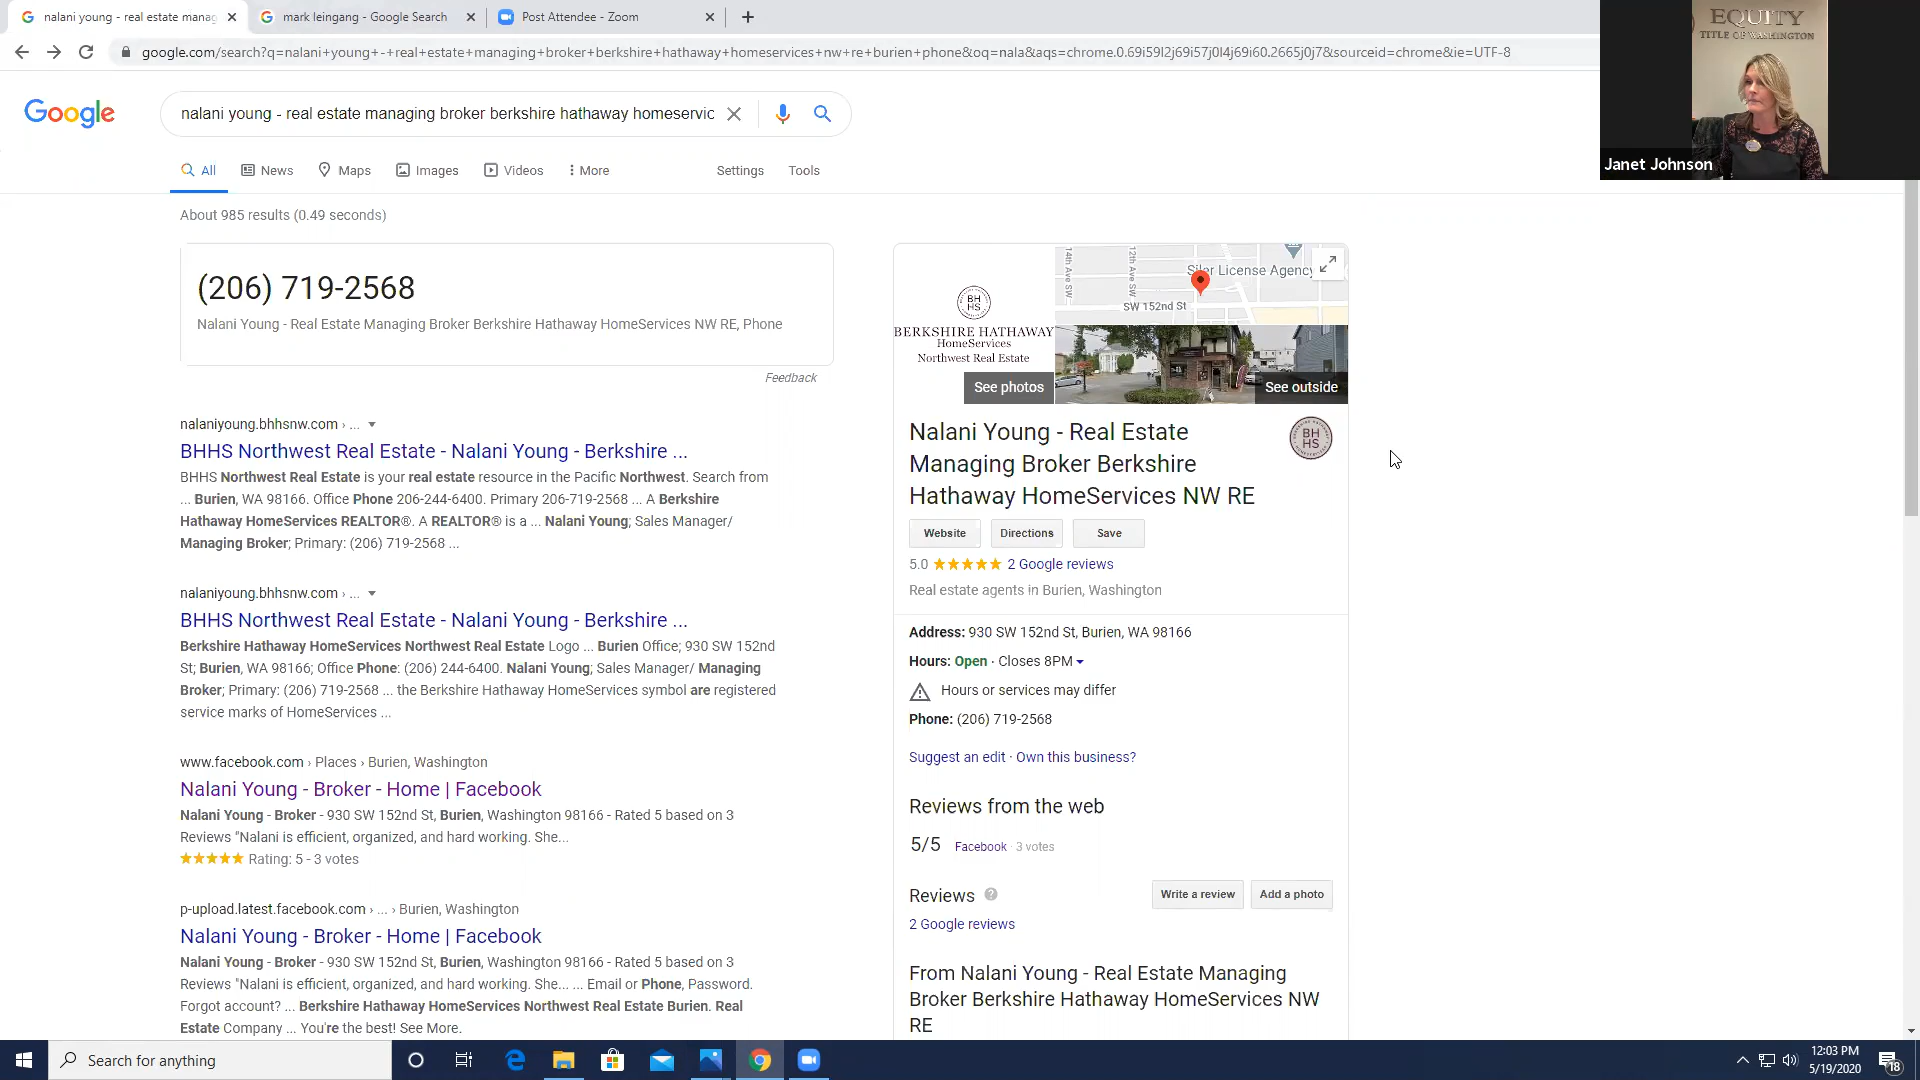 nalani young - real estate manag
mark leingang - Google Search
Post Attendee - Zoom
google.com/search?q=nalani+young+-+real+estate+managing+broker+berkshire+hathaway+homeservices+nw+re+burien+phone&oq=nala&aqs=chrome.0.69i59l2j69i57j0l4j69i60.2665j0j7&sourceid=chrome&ie=UTF-8
EQUITY
TITLE OF WASHINGTON
Janet Johnson
Google
nalani young - real estate managing broker berkshire hathaway homeservic
All News Maps Images Videos More Settings Tools
About 985 results (0.49 seconds)
(206) 719-2568
Nalani Young - Real Estate Managing Broker Berkshire Hathaway HomeServices NW RE, Phone
Feedback
nalaniyoung.bhhsnw.com › ...
BHHS Northwest Real Estate - Nalani Young - Berkshire ...
BHHS Northwest Real Estate is your real estate resource in the Pacific Northwest. Search from
... Burien, WA 98166. Office Phone 206-244-6400. Primary 206-719-2568 ... A Berkshire
Hathaway HomeServices REALTOR®. A REALTOR® is a ... Nalani Young; Sales Manager/
Managing Broker; Primary: (206) 719-2568 ...
nalaniyoung.bhhsnw.com › ...
BHHS Northwest Real Estate - Nalani Young - Berkshire ...
Berkshire Hathaway HomeServices Northwest Real Estate Logo ... Burien Office; 930 SW 152nd
St; Burien, WA 98166; Office Phone: (206) 244-6400. Nalani Young; Sales Manager/ Managing
Broker; Primary: (206) 719-2568 ... the Berkshire Hathaway HomeServices symbol are registered
service marks of HomeServices ...
www.facebook.com › Places › Burien, Washington
Nalani Young - Broker - Home | Facebook
Nalani Young - Broker - 930 SW 152nd St, Burien, Washington 98166 - Rated 5 based on 3
Reviews "Nalani is efficient, organized, and hard working. She...
Rating: 5 - 3 votes
p-upload.latest.facebook.com › ... › Burien, Washington
Nalani Young - Broker - Home | Facebook
Nalani Young - Broker - 930 SW 152nd St, Burien, Washington 98166 - Rated 5 based on 3
Reviews "Nalani is efficient, organized, and hard working. She... ... Email or Phone, Password.
Forgot account? ... Berkshire Hathaway HomeServices Northwest Real Estate Burien. Real
Estate Company ... You're the best! See More.
BH
HS
BERKSHIRE HATHAWAY
HomeServices
Northwest Real Estate
See photos
14th Ave SW
12th Ave SW
Siler License Agency
SW 152nd St
See outside
Nalani Young - Real Estate
Managing Broker Berkshire
Hathaway HomeServices NW RE
BH
HS
Website Directions Save
5.0 2 Google reviews
Real estate agents in Burien, Washington
Address: 930 SW 152nd St, Burien, WA 98166
Hours: Open · Closes 8PM
Hours or services may differ
Phone: (206) 719-2568
Suggest an edit · Own this business?
Reviews from the web
5/5 Facebook · 3 votes
Reviews
Write a review Add a photo
2 Google reviews
From Nalani Young - Real Estate Managing
Broker Berkshire Hathaway HomeServices NW
RE
Search for anything
12:03 PM
5/19/2020
18